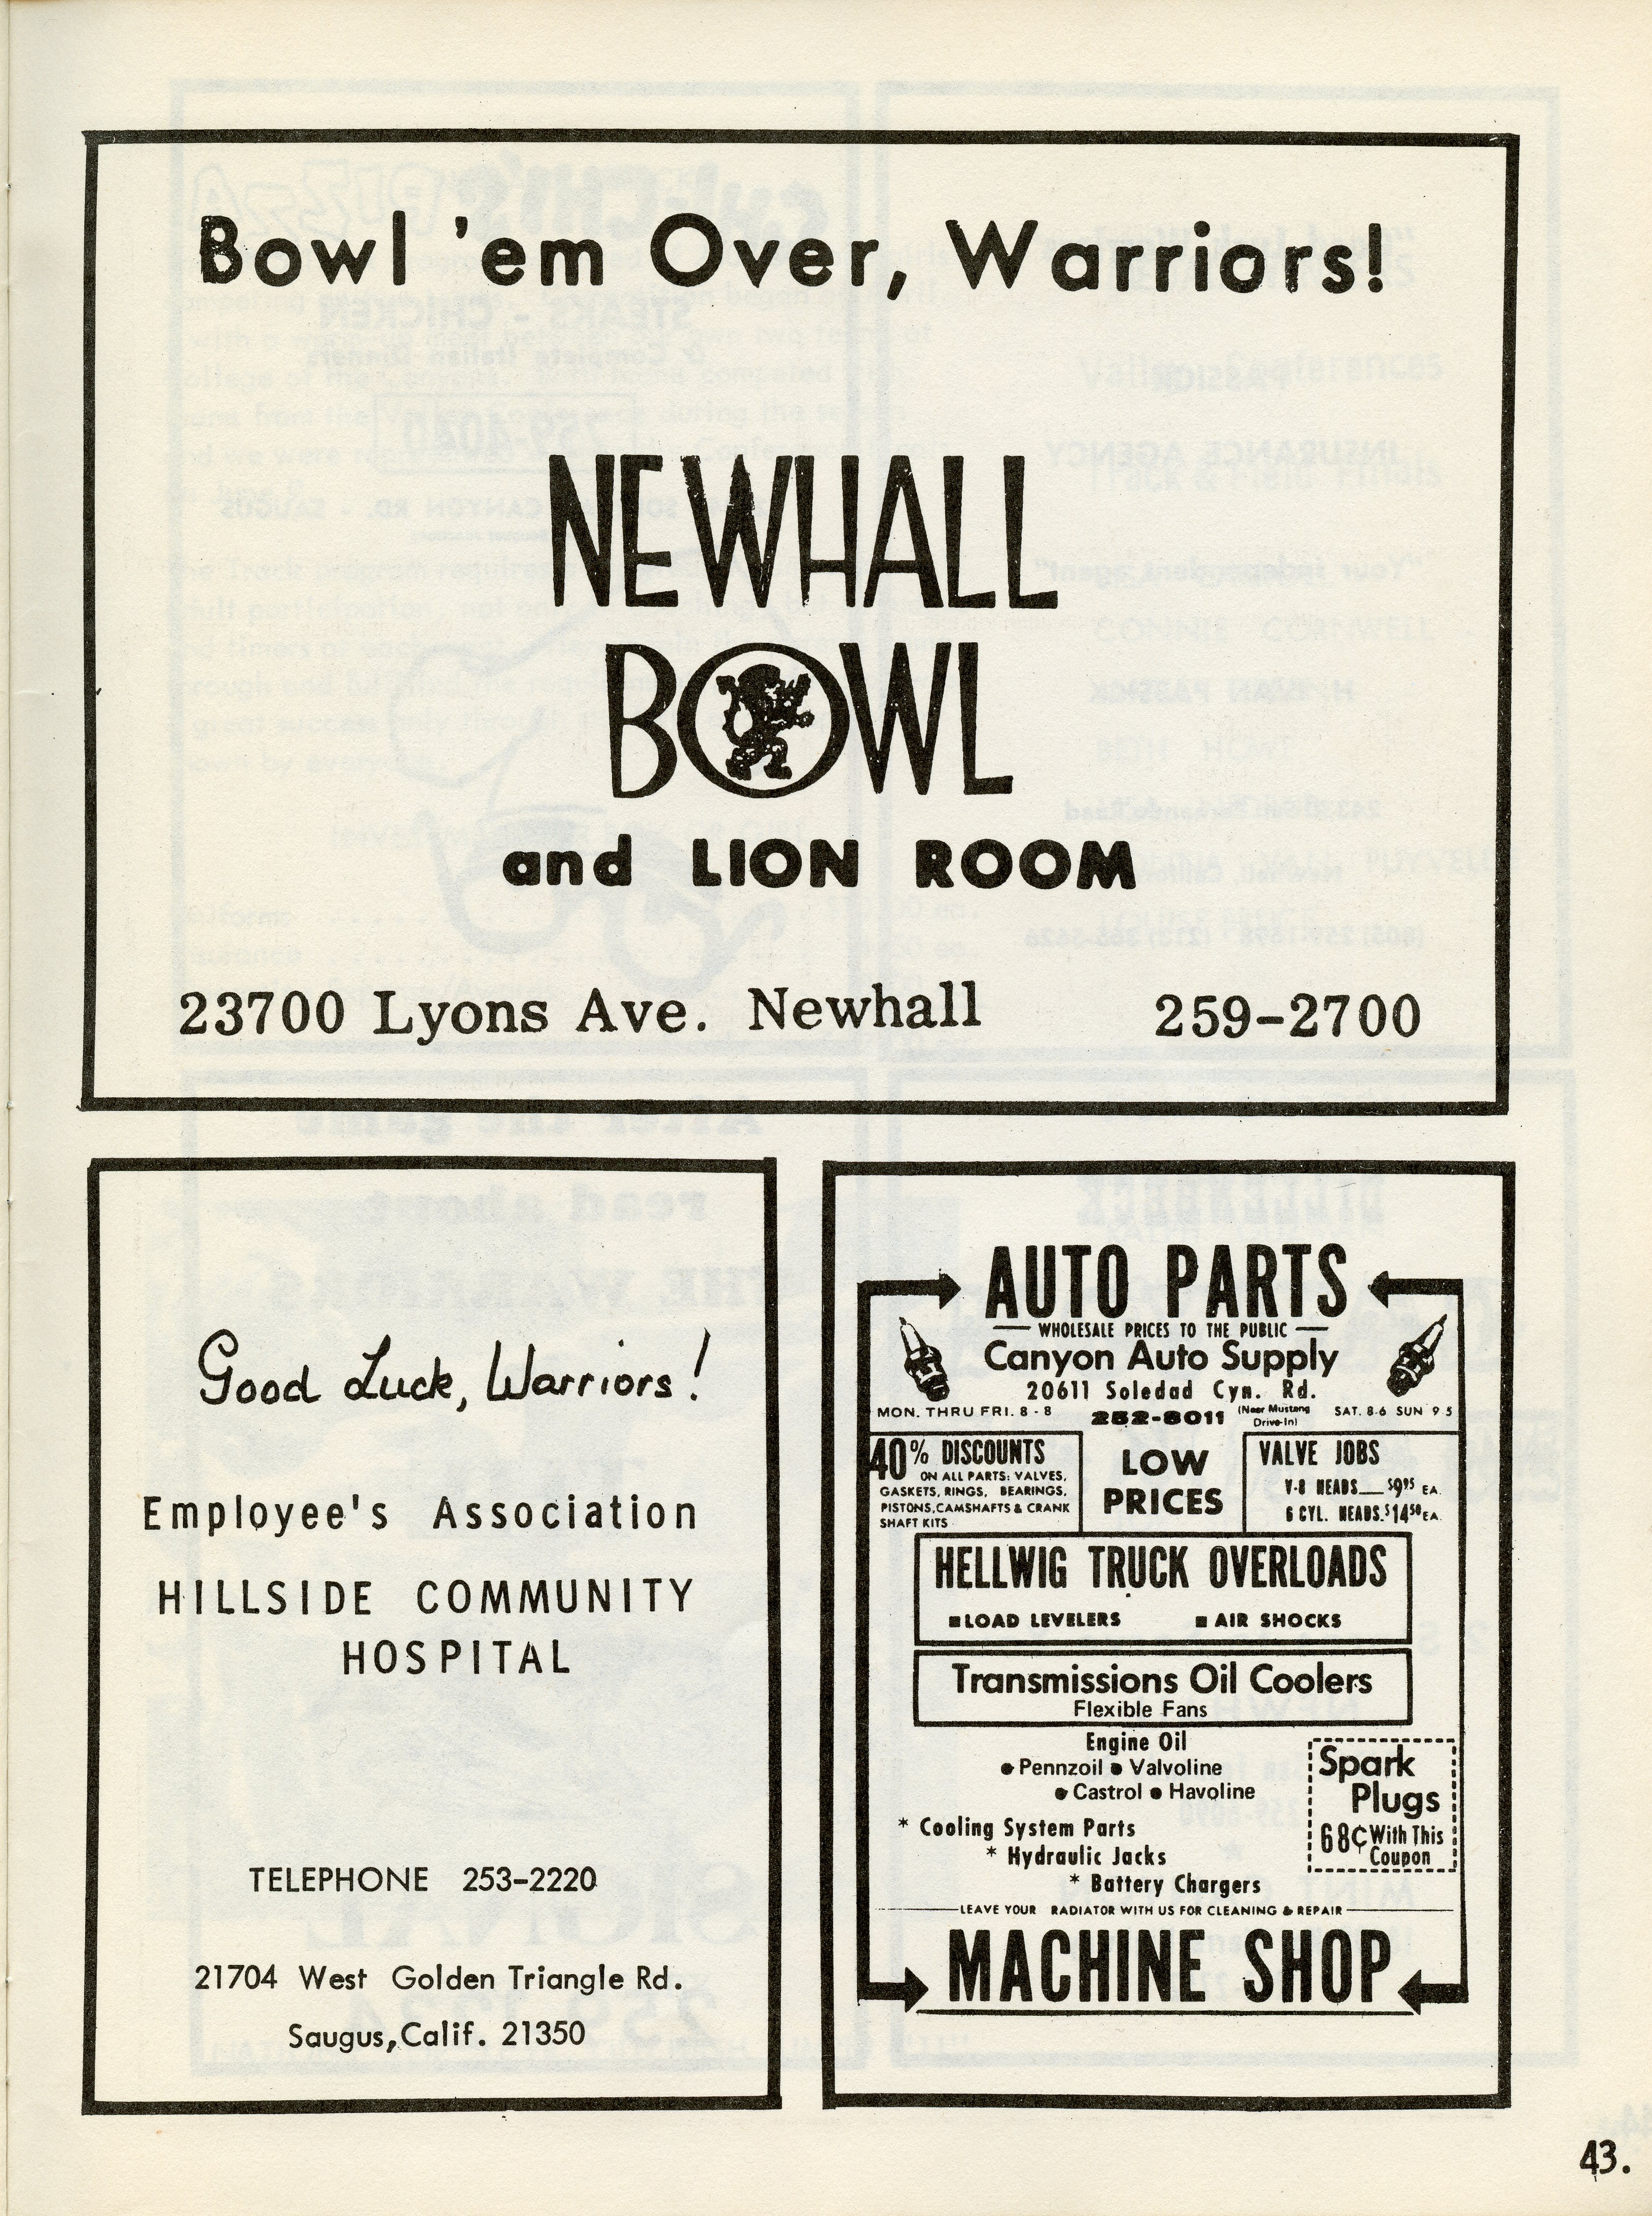 Bowl 'em Over, Warriors!
NEWHALL
BOWL
and LION ROOM
23700 Lyons Ave. Newhall 259-2700
Good Luck, Warriors!
Employee's Association
HILLSIDE COMMUNITY
HOSPITAL
TELEPHONE 253-2220
21704 West Golden Triangle Rd.
Saugus, Calif. 21350
AUTO PARTS
WHOLESALE PRICES TO THE PUBLIC
Canyon Auto Supply
20611 Soledad Cyn. Rd.
MON. THRU FRI. 8-8 252-8011 (Near Mustang Drive-In) SAT. 8-6 SUN 9-5
40% DISCOUNTS
ON ALL PARTS: VALVES,
GASKETS, RINGS, BEARINGS,
PISTONS, CAMSHAFTS & CRANK
SHAFT KITS
LOW
PRICES
VALVE JOBS
V-8 HEADS $9.95 EA.
6 CYL. HEADS. $14.50 EA.
HELLWIG TRUCK OVERLOADS
■ LOAD LEVELERS ■ AIR SHOCKS
Transmissions Oil Coolers
Flexible Fans
Engine Oil
● Pennzoil ● Valvoline
● Castrol ● Havoline
* Cooling System Parts
* Hydraulic Jacks
* Battery Chargers
Spark
Plugs
68¢ With This
Coupon
LEAVE YOUR RADIATOR WITH US FOR CLEANING & REPAIR
MACHINE SHOP
43.